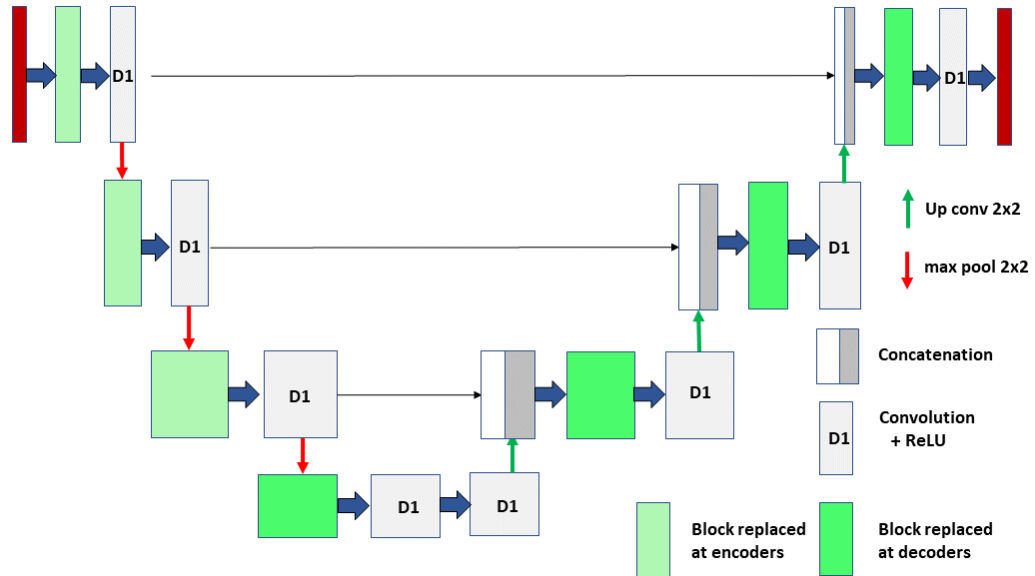 D1
D1
D1
D1
Up conv 2x2
D1
max pool 2x2
Concatenation
D1
D1
Convolution
+ ReLU
D1
D1
D1
Block replaced
at encoders
Block replaced
at decoders